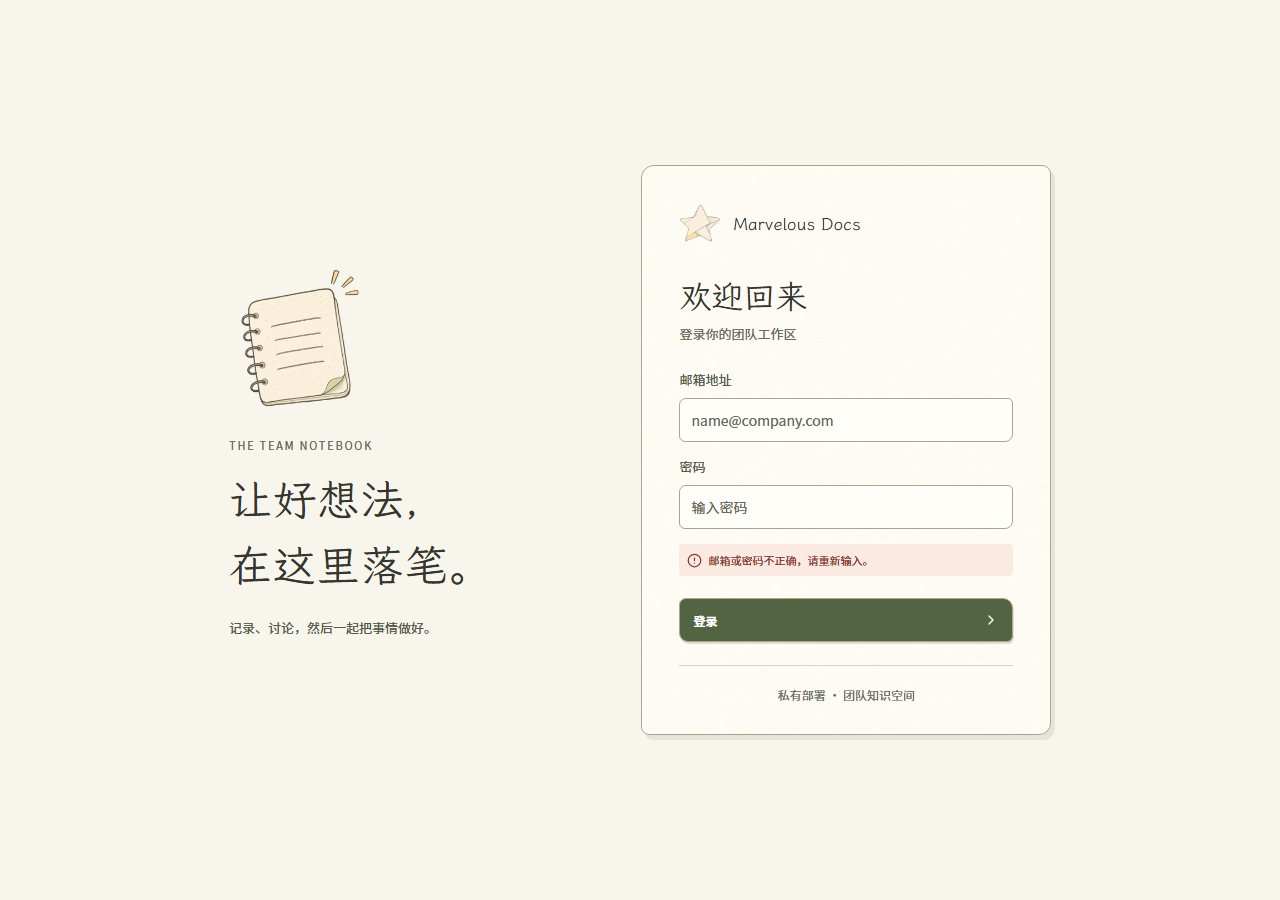 THE TEAM NOTEBOOK
让好想法，
在这里落笔。
记录、讨论，然后一起把事情做好。
Marvelous Docs
欢迎回来
登录你的团队工作区
邮箱地址
name@company.com
密码
输入密码
邮箱或密码不正确，请重新输入。
登录
私有部署 · 团队知识空间